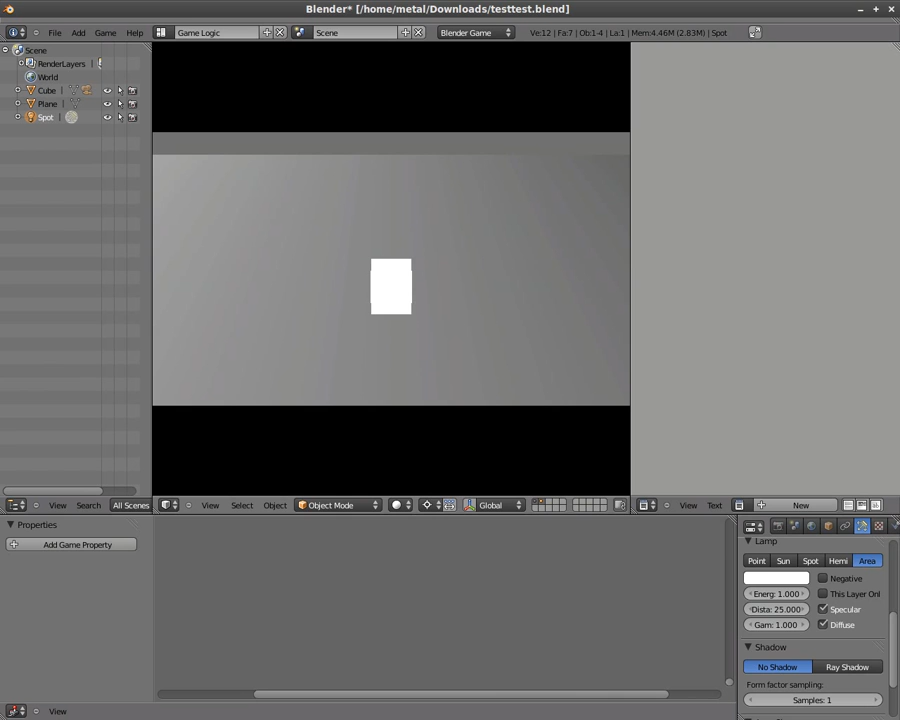 Blender* [/home/metal/Downloads/testtest.blend]
File Add Game Help Game Logic Scene Blender Game Ve:12 | Fa:7 | Ob:1-4 | La:1 | Mem:4.46M (2.83M) | Spot
Scene
RenderLayers |
World
Cube |
Plane |
Spot |
View Search All Scenes View Select Object Object Mode Global View Text New
Properties
Add Game Property
Lamp
Point Sun Spot Hemi Area
Negative
Energ: 1.000 This Layer Onl
Dista: 25.000 Specular
Gam: 1.000 Diffuse
Shadow
No Shadow Ray Shadow
Form factor sampling:
Samples: 1
View